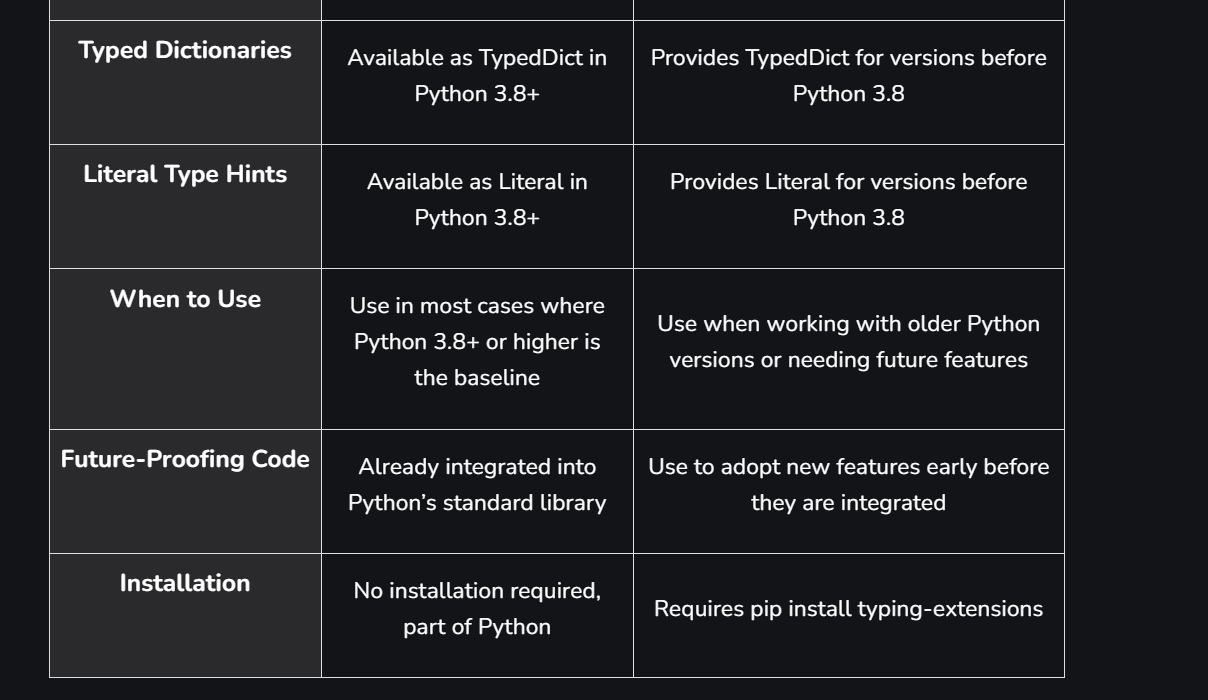 Typed Dictionaries
Available as TypedDict in
Python 3.8+
Provides TypedDict for versions before
Python 3.8
Literal Type Hints
Available as Literal in
Python 3.8+
Provides Literal for versions before
Python 3.8
When to Use
Use in most cases where
Python 3.8+ or higher is
the baseline
Use when working with older Python
versions or needing future features
Future-Proofing Code
Already integrated into
Python’s standard library
Use to adopt new features early before
they are integrated
Installation
No installation required,
part of Python
Requires pip install typing-extensions